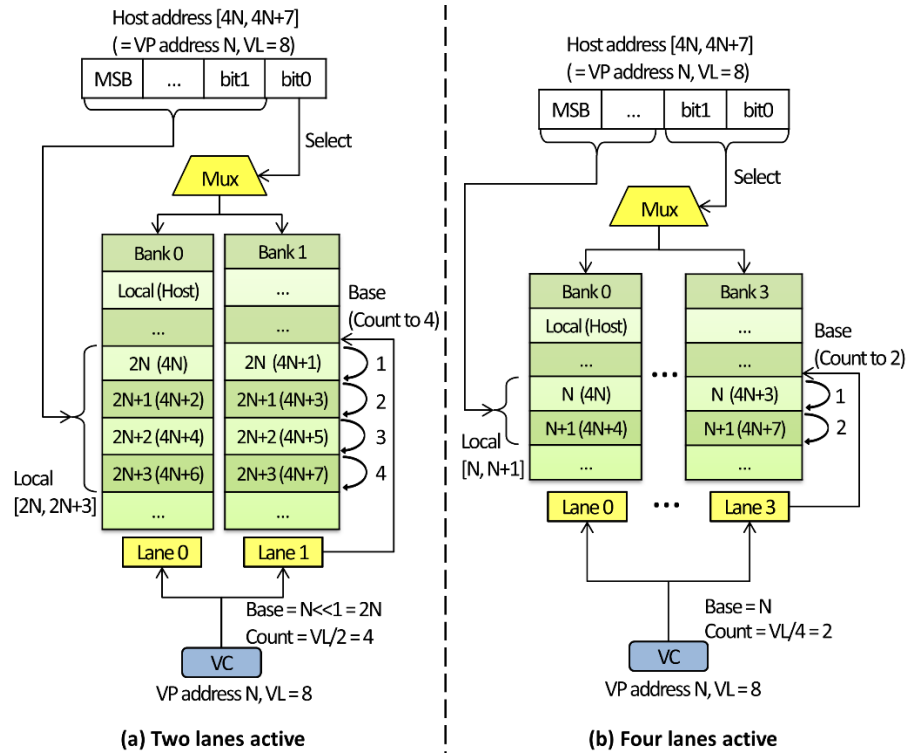 Host address [4N, 4N+7]
(= VP address N, VL = 8)
MSB ... bit1 bit0
Select
Mux
Bank 0 Bank 1
Local (Host) ...
... ...
Base
(Count to 4)
2N (4N) 2N (4N+1) 1
2N+1 (4N+2) 2N+1 (4N+3) 2
2N+2 (4N+4) 2N+2 (4N+5) 3
2N+3 (4N+6) 2N+3 (4N+7) 4
... ...
Local
[2N, 2N+3]
Lane 0 Lane 1
Base = N<<1 = 2N
Count = VL/2 = 4
VC
VP address N, VL = 8
(a) Two lanes active
Host address [4N, 4N+7]
(= VP address N, VL = 8)
MSB ... bit1 bit0
Select
Mux
Bank 0 Bank 3
Local (Host) ...
... ...
Base
(Count to 2)
N (4N) ... N (4N+3) 1
N+1 (4N+4) N+1 (4N+7) 2
... ...
Local
[N, N+1]
Lane 0 ... Lane 3
Base = N
Count = VL/4 = 2
VC
VP address N, VL = 8
(b) Four lanes active